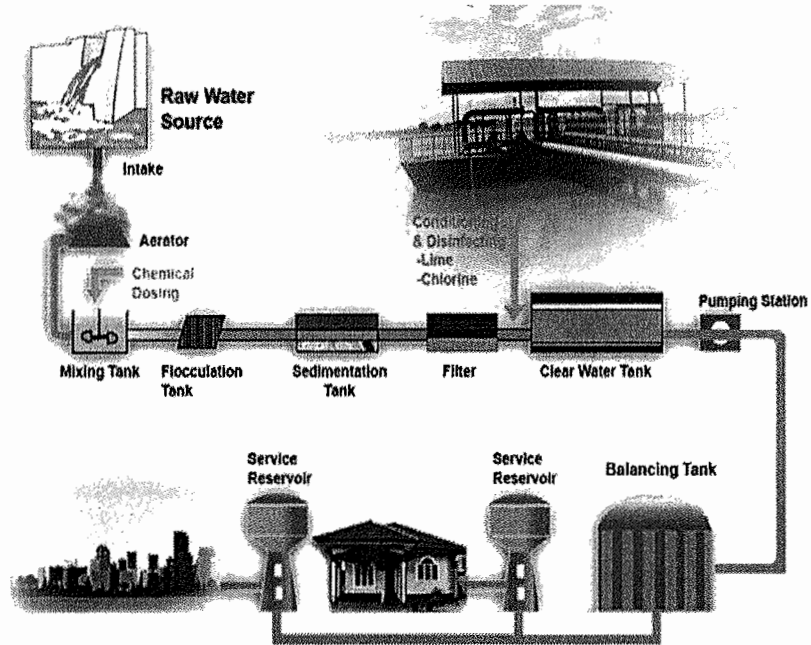 Raw Water
Source
Intake
Aerator
Chemical
Dosing
Conditioning
& Disinfecting
-Lime
-Chlorine
Pumping Station
Mixing Tank
Flocculation
Tank
Sedimentation
Tank
Filter
Clear Water Tank
Service
Reservoir
Service
Reservoir
Balancing Tank